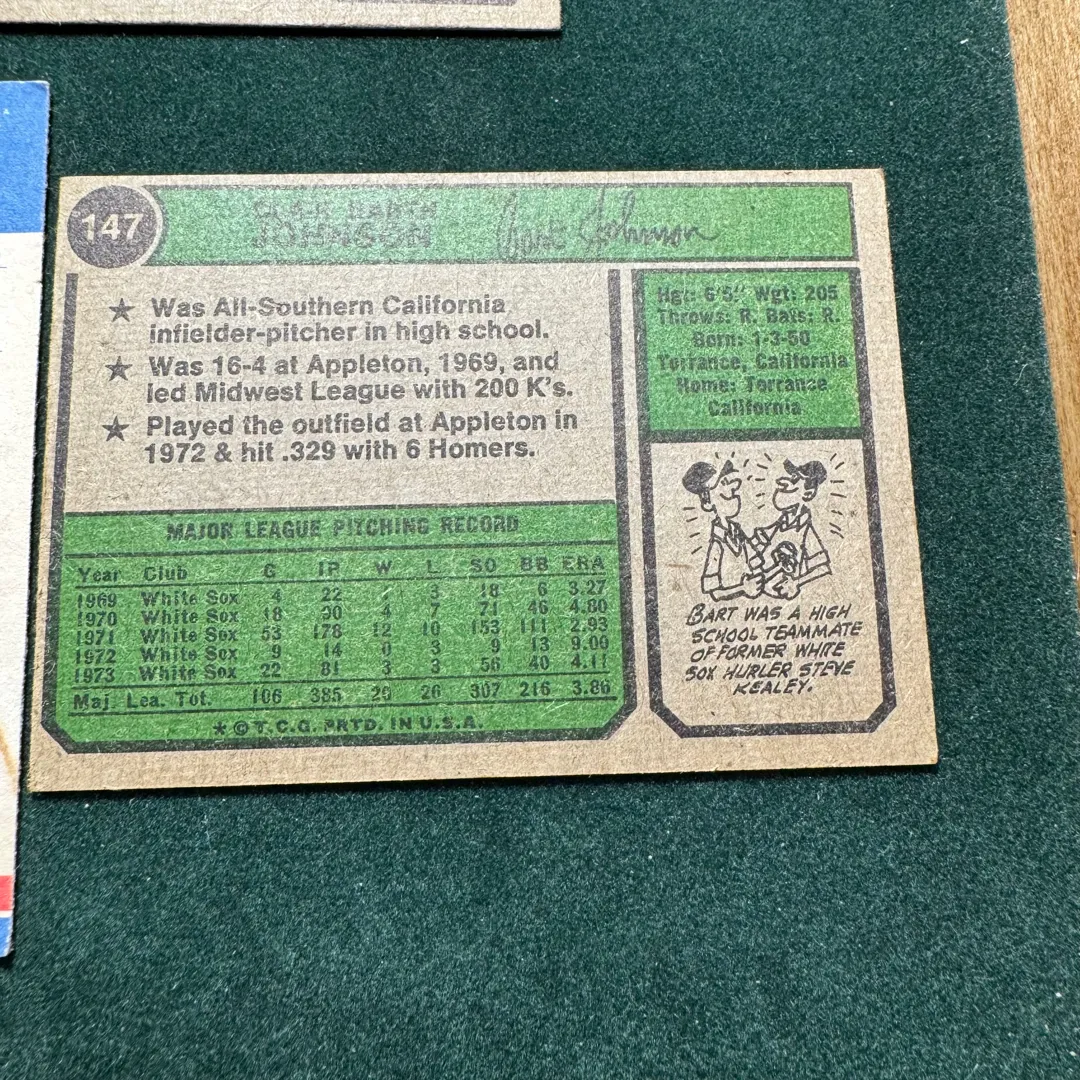 147
BARTH
JOHNSON
Bart Johnson
★ Was All-Southern California
infielder-pitcher in high school.
★ Was 16-4 at Appleton, 1969, and
led Midwest League with 200 K's.
★ Played the outfield at Appleton in
1972 & hit .329 with 6 Homers.
MAJOR LEAGUE PITCHING RECORD
Year Club G IP W L SO BB ERA
1969 White Sox 4 22 3 18 6 3.27
1970 White Sox 18 90 4 7 71 46 4.80
1971 White Sox 53 178 12 10 153 111 2.93
1972 White Sox 9 14 0 3 9 13 9.00
1973 White Sox 22 81 3 3 56 40 4.11
Maj. Lea. Tot. 106 385 20 26 307 216 3.86
* © T.C.G. PRTD. IN U.S.A.
Hgt: 6'5" Wgt: 205
Throws: R. Bats: R.
Born: 1-3-50
Torrance, California
Home: Torrance
California
BART WAS A HIGH
SCHOOL TEAMMATE
OF FORMER WHITE
SOX HURLER STEVE
KEALEY.